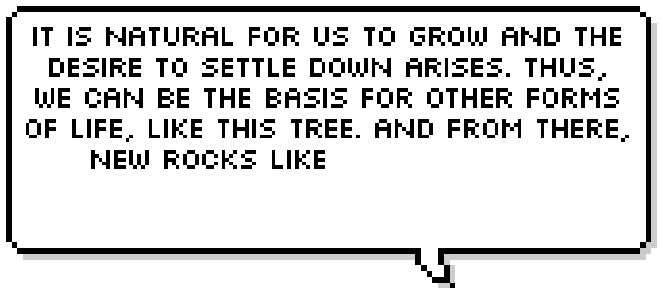 IT IS NATURAL FOR US TO GROW AND THE
DESIRE TO SETTLE DOWN ARISES. THUS,
WE CAN BE THE BASIS FOR OTHER FORMS
OF LIFE, LIKE THIS TREE. AND FROM THERE,
NEW ROCKS LIKE